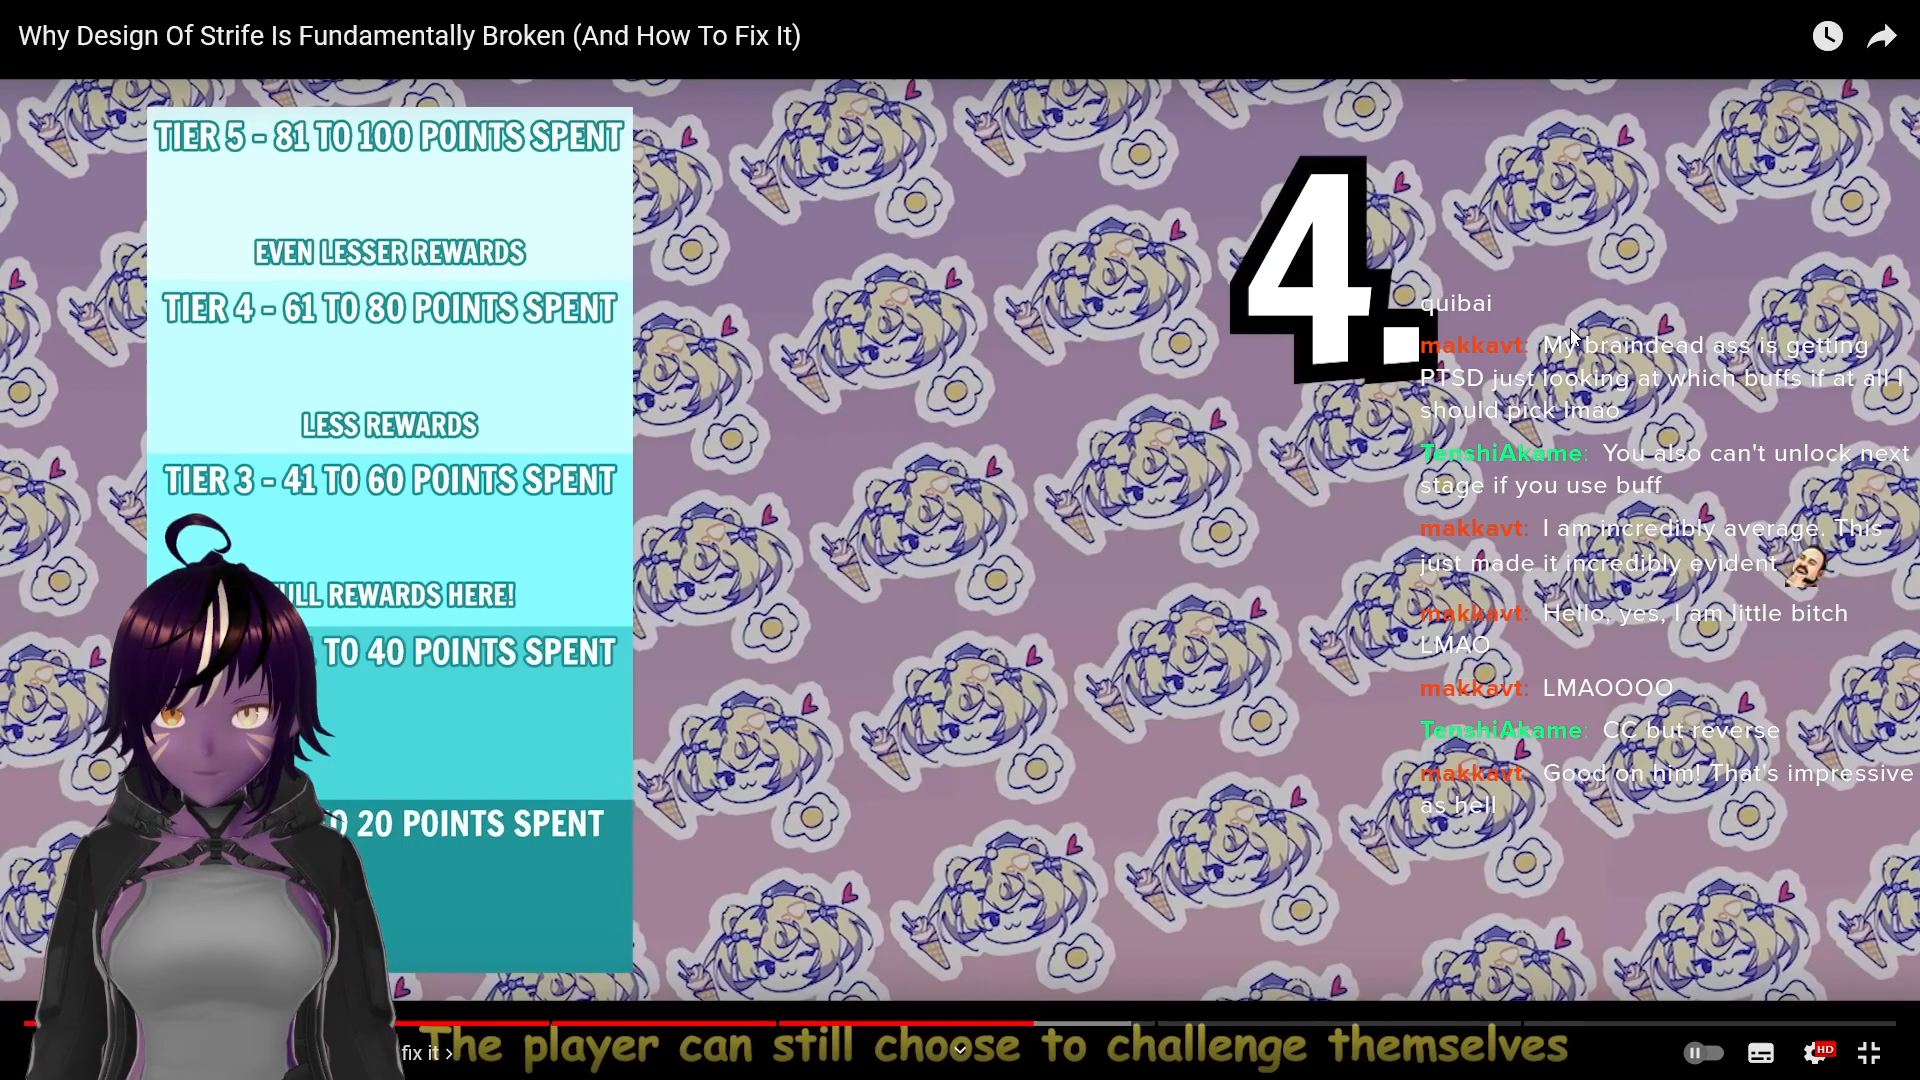 Why Design Of Strife Is Fundamentally Broken (And How To Fix It)
TIER 5 - 81 TO 100 POINTS SPENT
EVEN LESSER REWARDS
TIER 4 - 61 TO 80 POINTS SPENT
LESS REWARDS
TIER 3 - 41 TO 60 POINTS SPENT
REWARDS HERE!
TO 40 POINTS SPENT
20 POINTS SPENT
4.
quibai
makkavt: My braindead ass is getting
PTSD just looking at which buffs if at all I
should pick lmao
TenshiAkame: You also can't unlock next
stage if you use buff
makkavt: I am incredibly average. This
just made it incredibly evident
makkavt: Hello, yes, I am little bitch
LMAO
makkavt: LMAOOOO
TenshiAkame: CC but reverse
makkavt: Good on him! That's impressive
as hell
fix it ›
The player can still choose to challenge themselves
HD